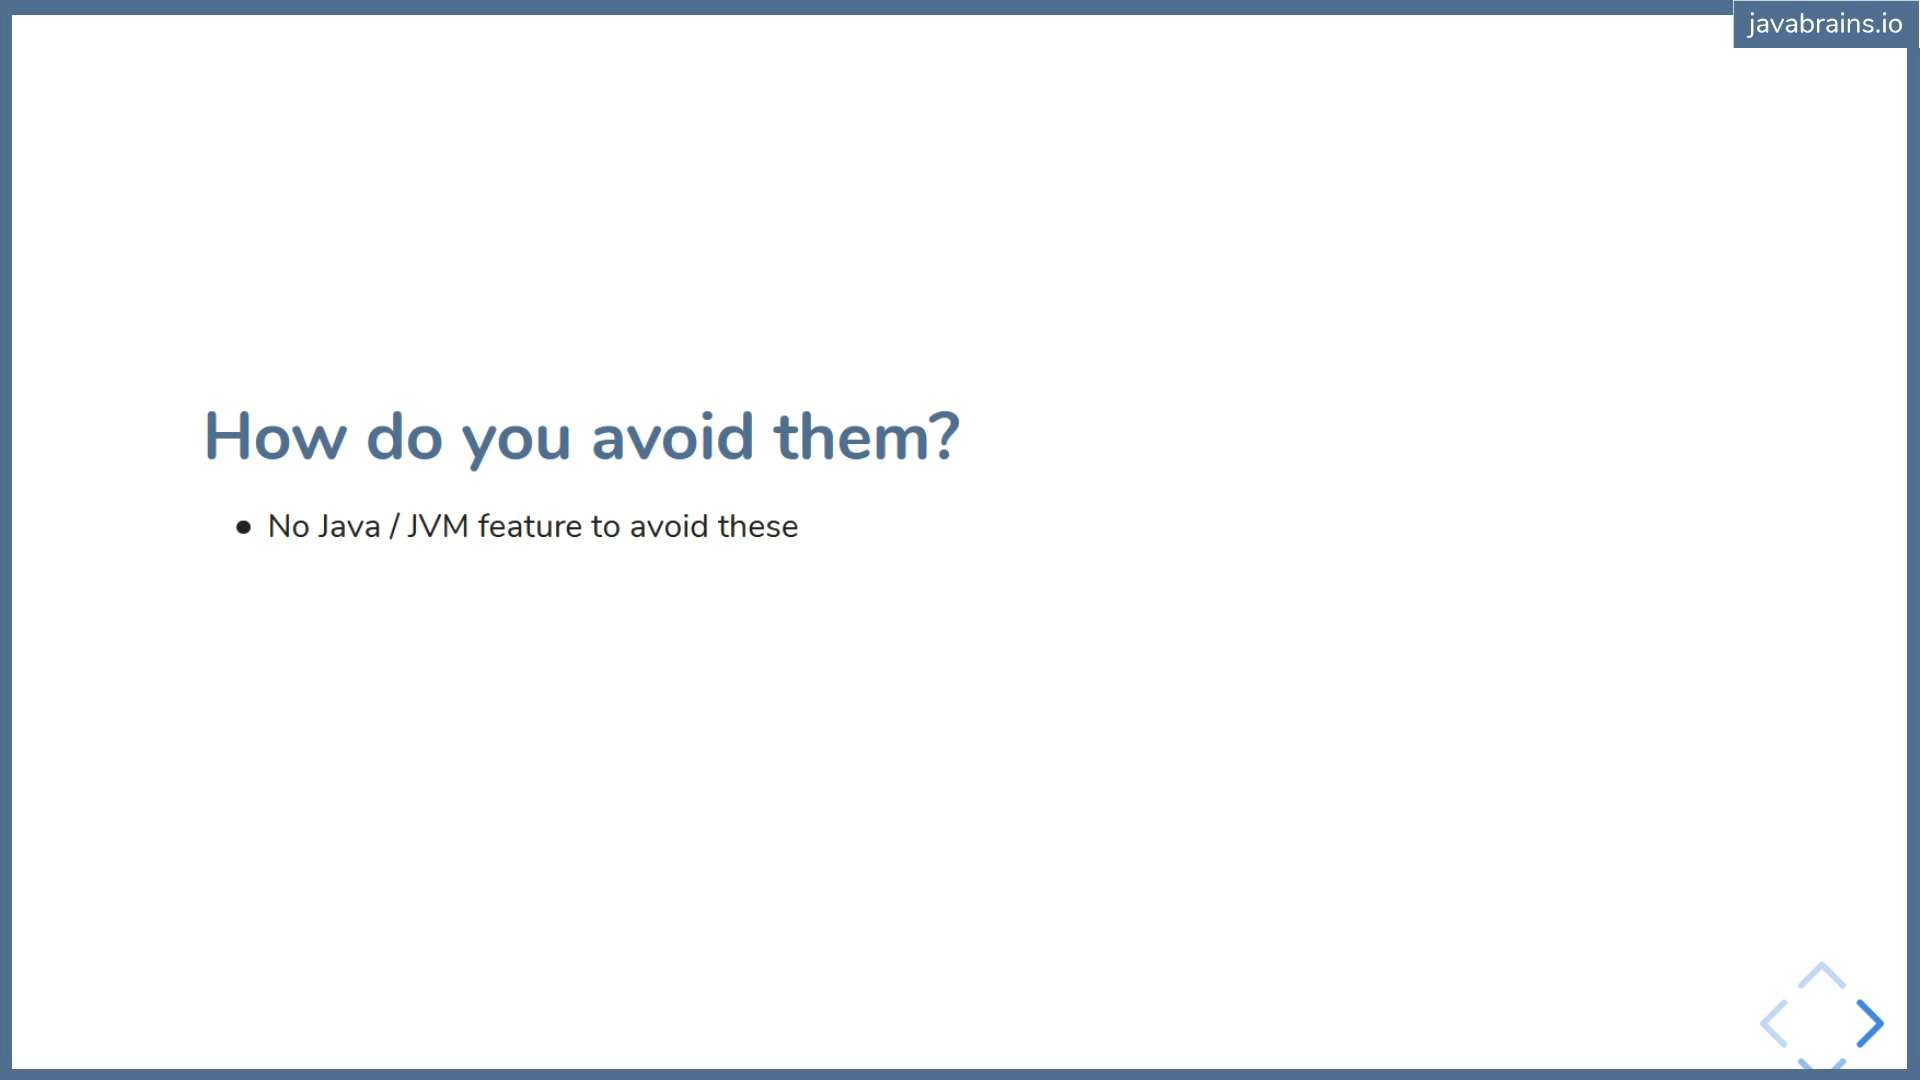 javabrains.io
How do you avoid them?
● No Java / JVM feature to avoid these